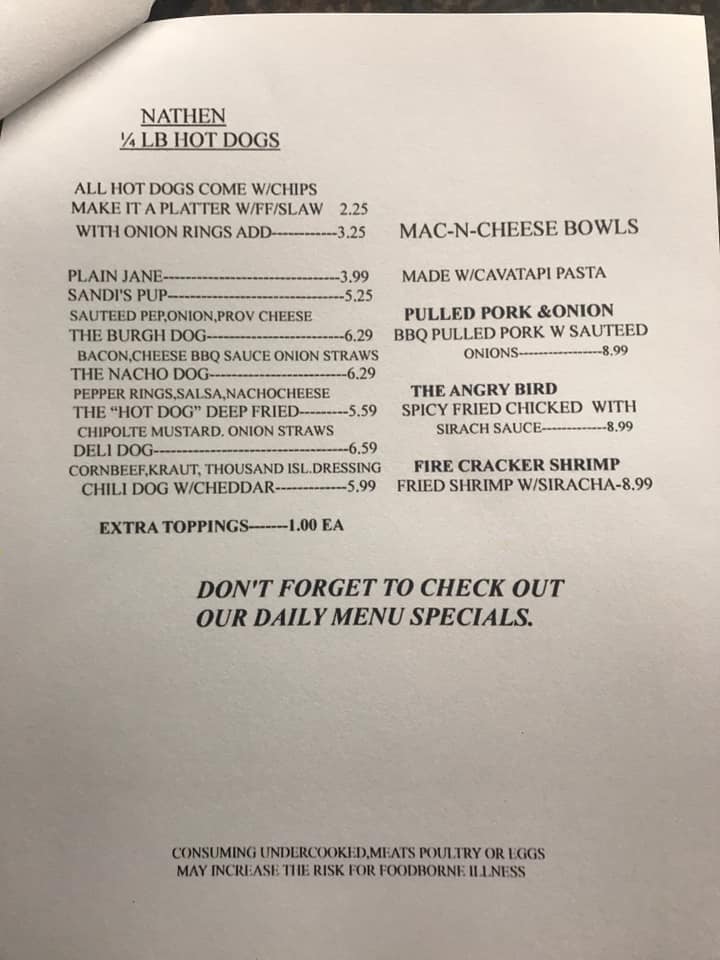 NATHEN
¼ LB HOT DOGS
ALL HOT DOGS COME W/CHIPS
MAKE IT A PLATTER W/FF/SLAW 2.25
WITH ONION RINGS ADD------------3.25
PLAIN JANE----------------------------------3.99
SANDI'S PUP----------------------------------5.25
SAUTEED PEP,ONION,PROV CHEESE
THE BURGH DOG--------------------------6.29
BACON,CHEESE BBQ SAUCE ONION STRAWS
THE NACHO DOG--------------------------6.29
PEPPER RINGS,SALSA,NACHOCHEESE
THE “HOT DOG” DEEP FRIED---------5.59
CHIPOLTE MUSTARD. ONION STRAWS
DELI DOG-------------------------------------6.59
CORNBEEF,KRAUT, THOUSAND ISL.DRESSING
CHILI DOG W/CHEDDAR-------------5.99
EXTRA TOPPINGS-------1.00 EA
MAC-N-CHEESE BOWLS
MADE W/CAVATAPI PASTA
PULLED PORK &ONION
BBQ PULLED PORK W SAUTEED
ONIONS-----------------8.99
THE ANGRY BIRD
SPICY FRIED CHICKED WITH
SIRACH SAUCE------------8.99
FIRE CRACKER SHRIMP
FRIED SHRIMP W/SIRACHA-8.99
DON'T FORGET TO CHECK OUT
OUR DAILY MENU SPECIALS.
CONSUMING UNDERCOOKED,MEATS POULTRY OR EGGS
MAY INCREASE THE RISK FOR FOODBORNE ILLNESS